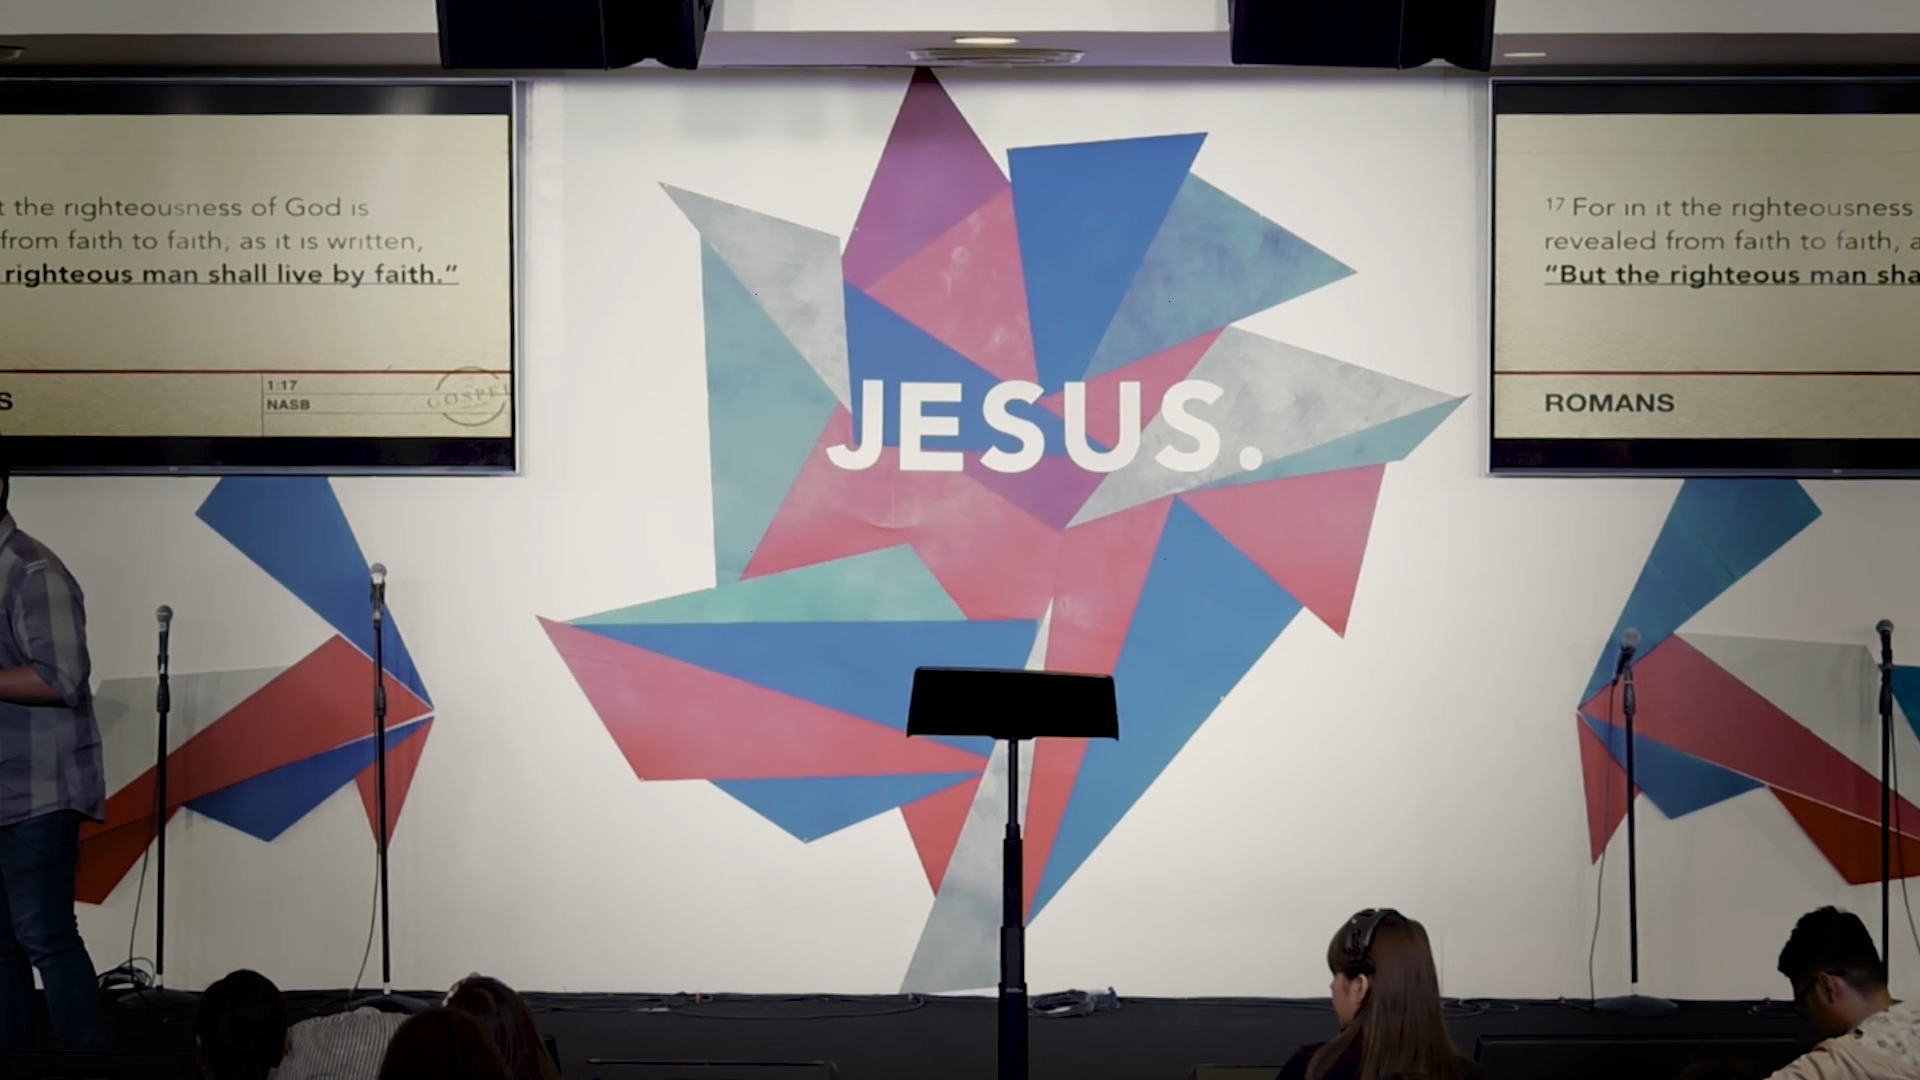 t the righteousness of God is
from faith to faith; as it is written,
righteous man shall live by faith.”
S
1:17
NASB
GOSPEL
JESUS.
17 For in it the righteousness
revealed from faith to faith; a
“But the righteous man sha
ROMANS